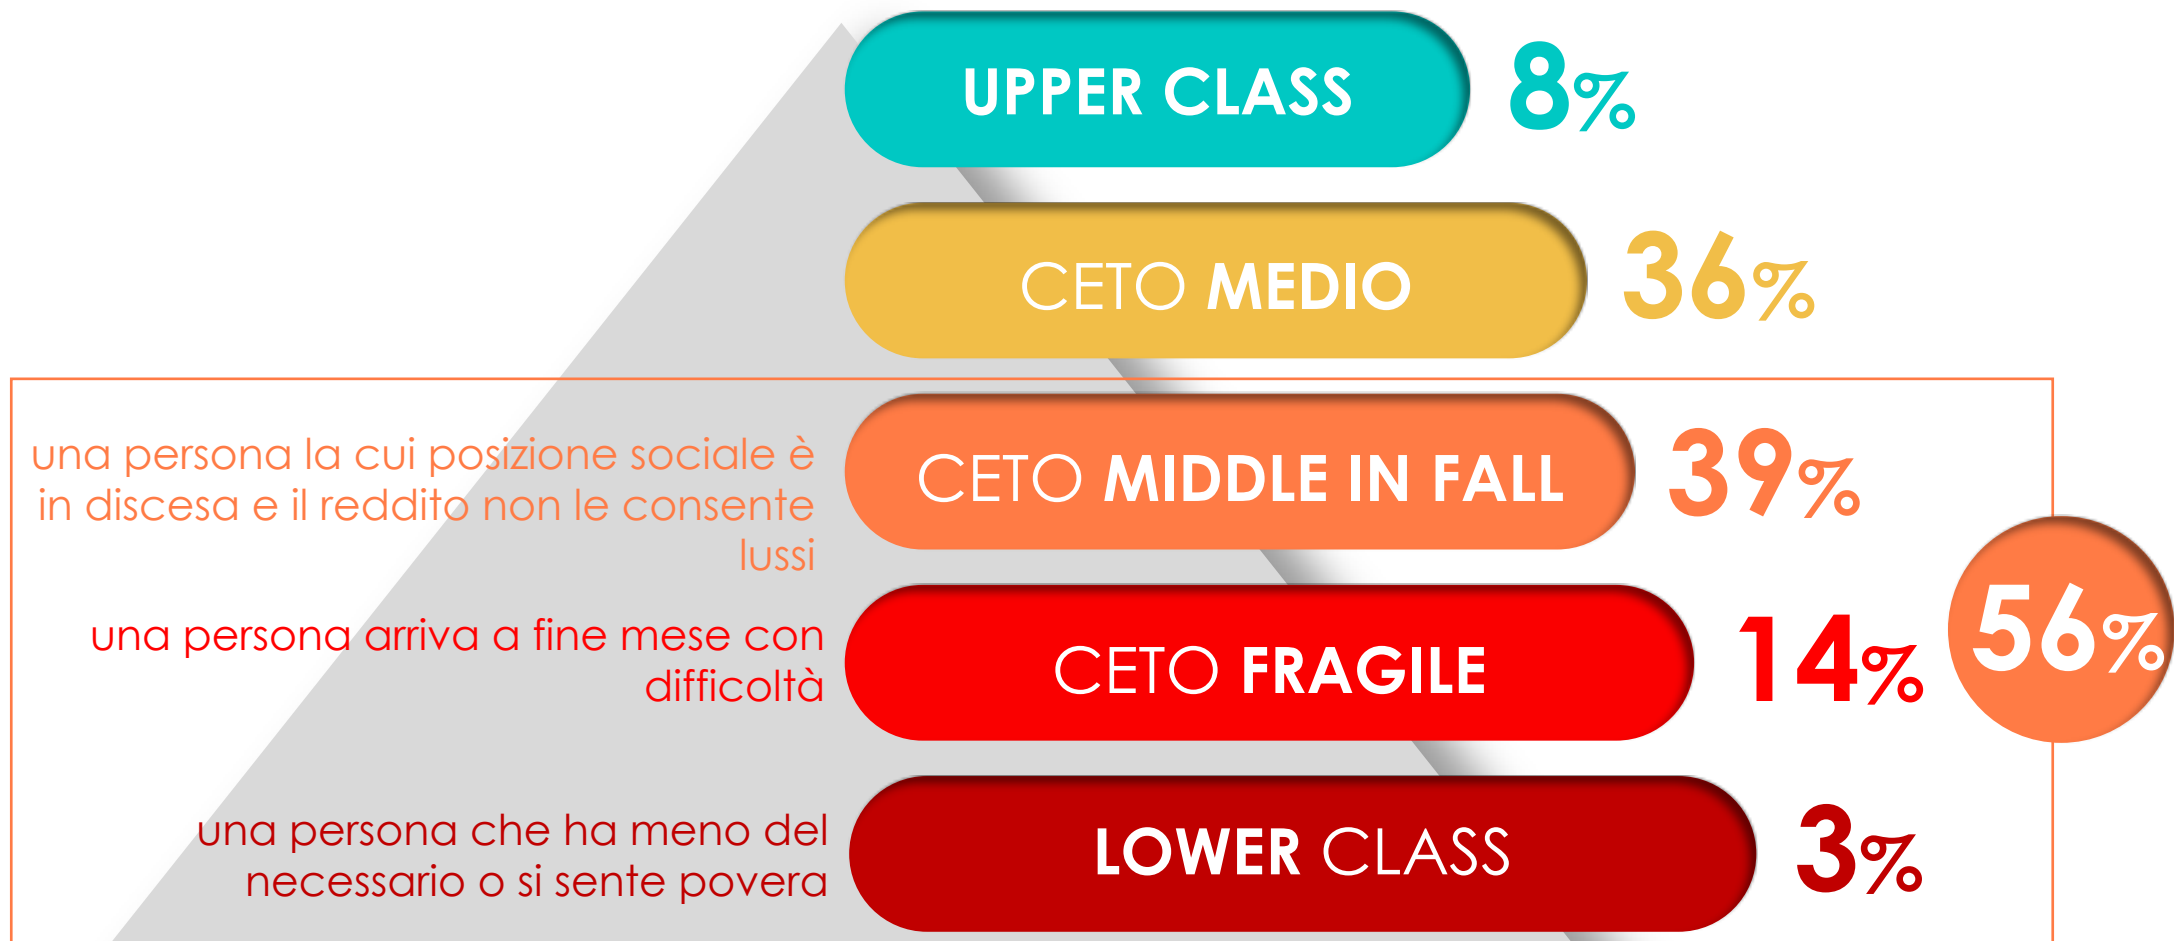 UPPER CLASS 8%
CETO MEDIO 36%
una persona la cui posizione sociale è
in discesa e il reddito non le consente
lussi
CETO MIDDLE IN FALL 39%
una persona arriva a fine mese con
difficoltà
CETO FRAGILE 14%
56%
una persona che ha meno del
necessario o si sente povera
LOWER CLASS 3%